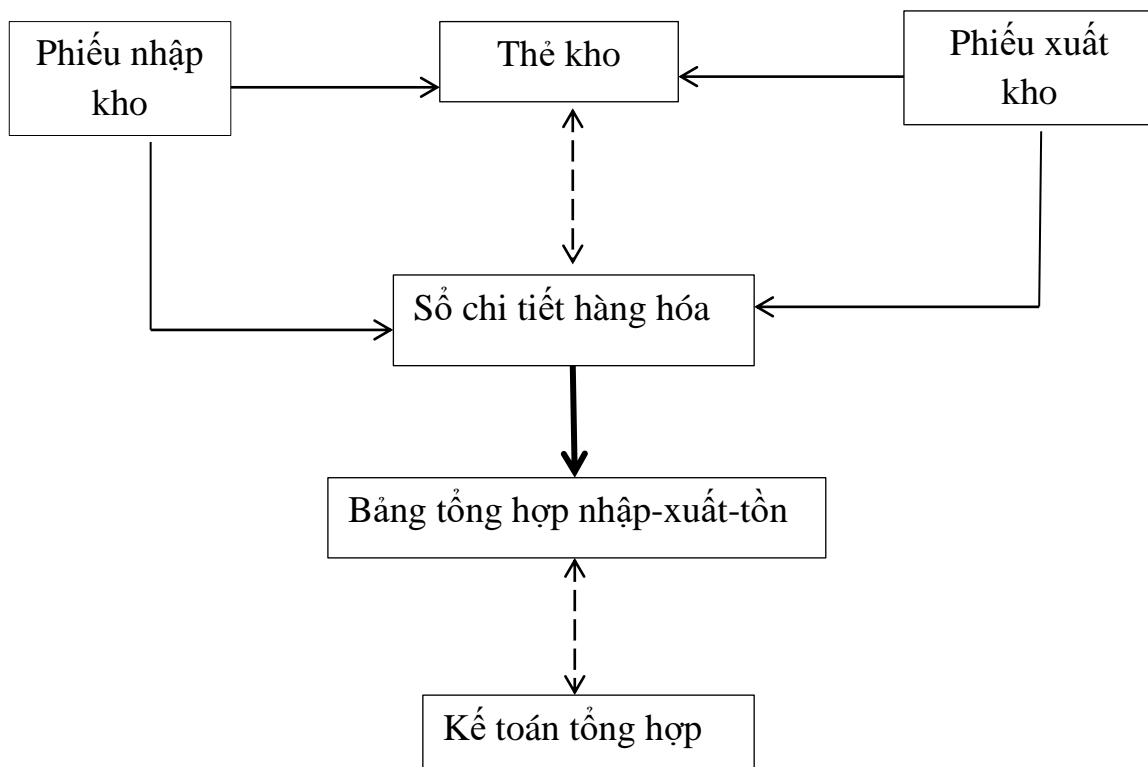 Phiếu nhập
kho
Thẻ kho
Phiếu xuất
kho
Sổ chi tiết hàng hóa
Bảng tổng hợp nhập-xuất-tồn
Kế toán tổng hợp